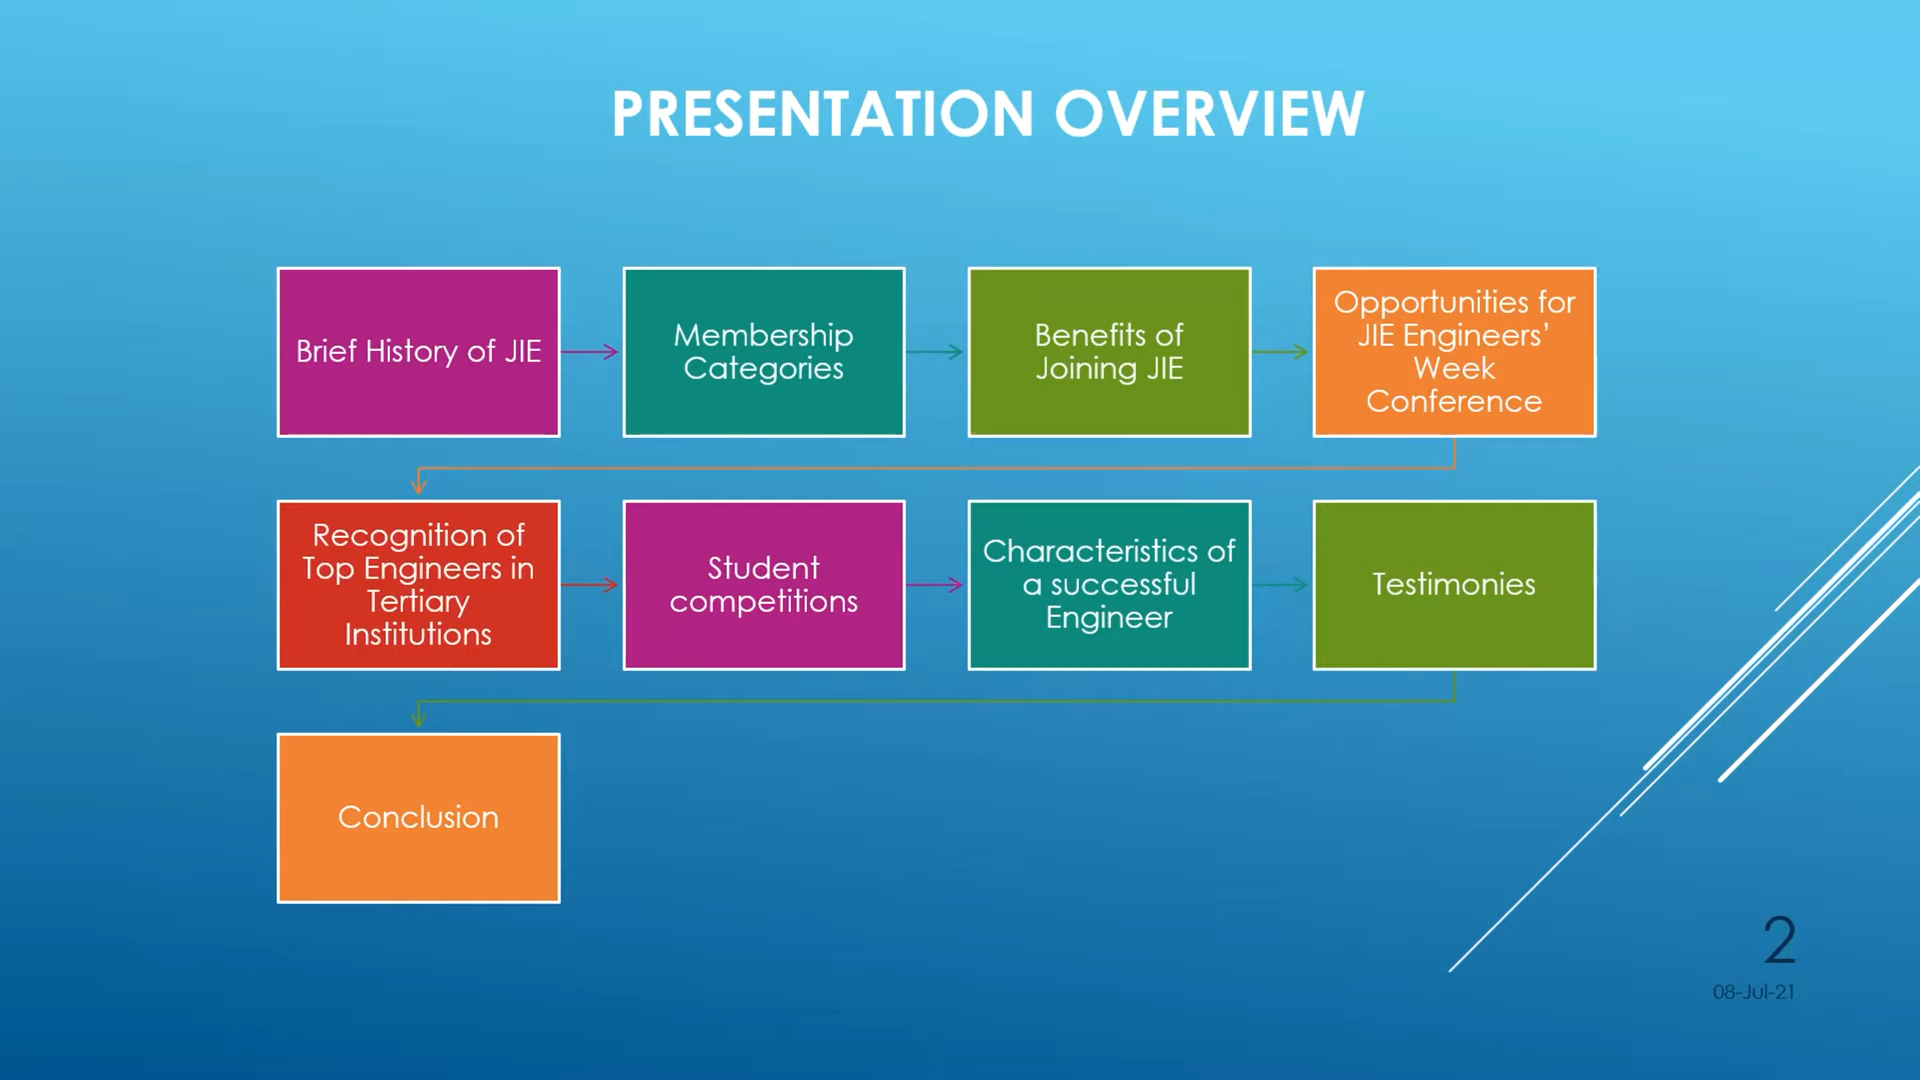 PRESENTATION OVERVIEW
Brief History of JIE
Membership
Categories
Benefits of
Joining JIE
Opportunities for
JIE Engineers’
Week
Conference
Recognition of
Top Engineers in
Tertiary
Institutions
Student
competitions
Characteristics of
a successful
Engineer
Testimonies
Conclusion
2
08-Jul-21